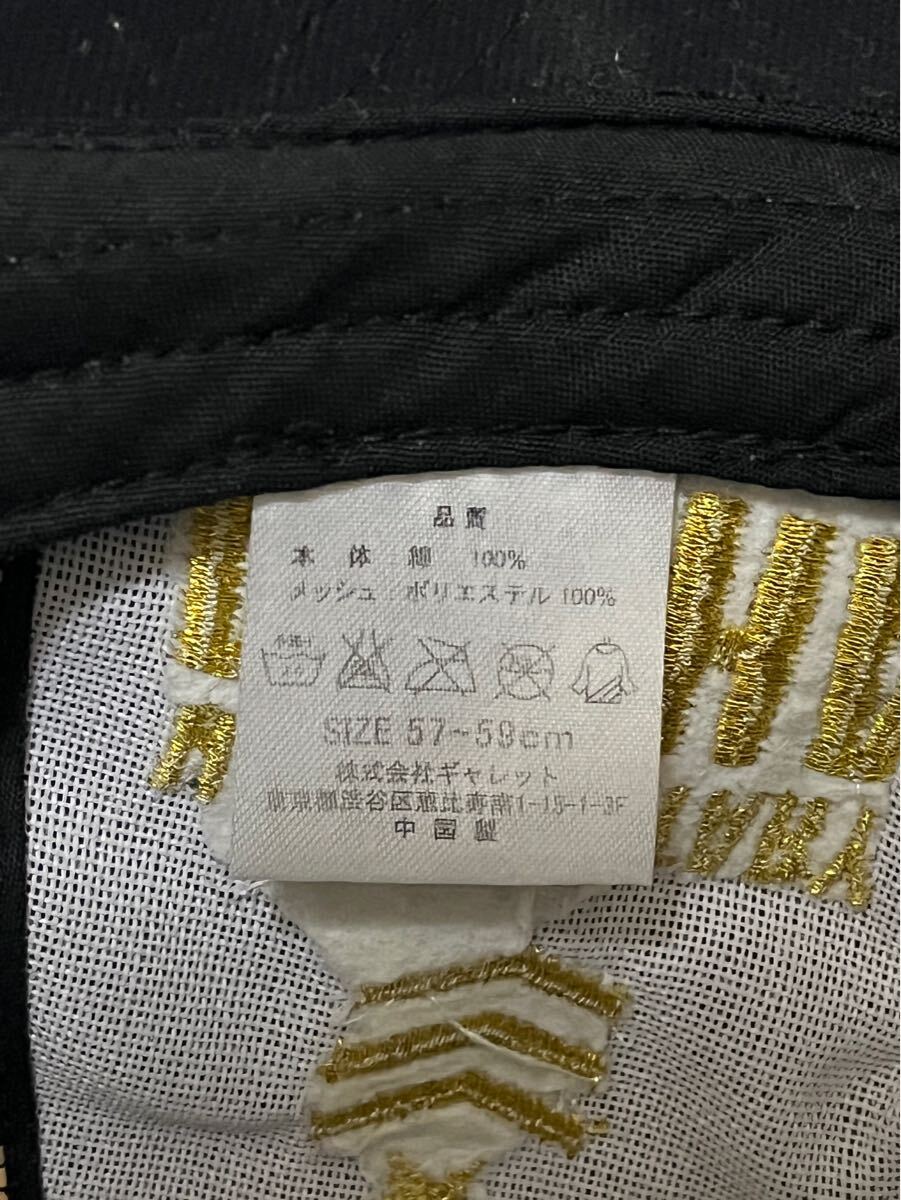 品質
本体 綿 100%
メッシュ ポリエステル 100%
SIZE 57~59cm
株式会社ギャレット
東京都渋谷区恵比寿南1-15-1-3F
中国製